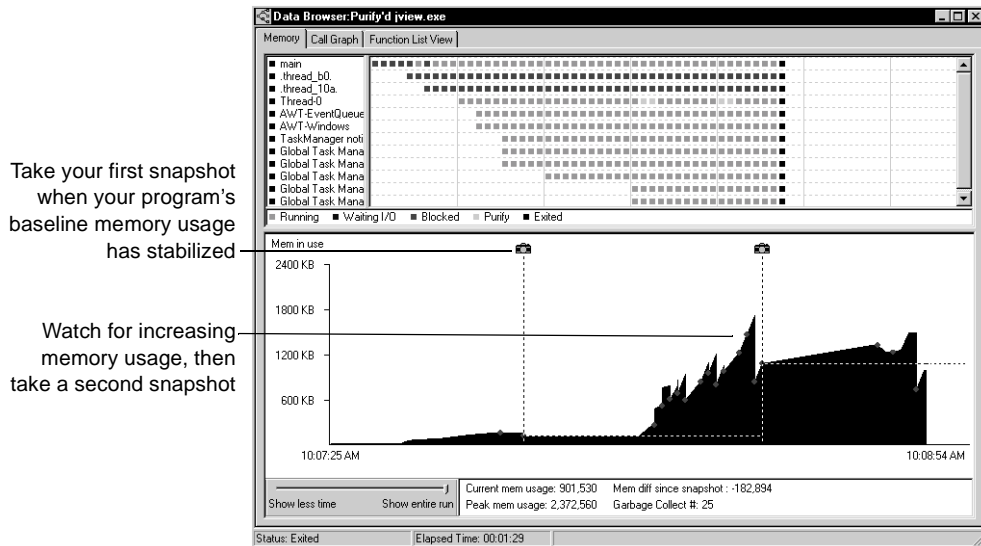 Data Browser:Purify'd jview.exe
Memory Call Graph Function List View
main
.thread_b0.
.thread_10a.
Thread-0
AWT-EventQueue
AWT-Windows
TaskManager noti
Global Task Mana
Global Task Mana
Global Task Mana
Global Task Mana
Global Task Mana
Running Waiting I/O Blocked Purify Exited
Take your first snapshot
when your program's
baseline memory usage
has stabilized
Watch for increasing
memory usage, then
take a second snapshot
Mem in use
2400 KB
1800 KB
1200 KB
600 KB
10:07:25 AM 10:08:54 AM
Show less time Show entire run
Current mem usage: 901,530 Mem diff since snapshot : -182,894
Peak mem usage: 2,372,560 Garbage Collect #: 25
Status: Exited Elapsed Time: 00:01:29